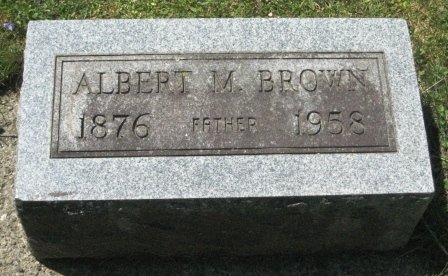 ALBERT M. BROWN
1876 FATHER 1958